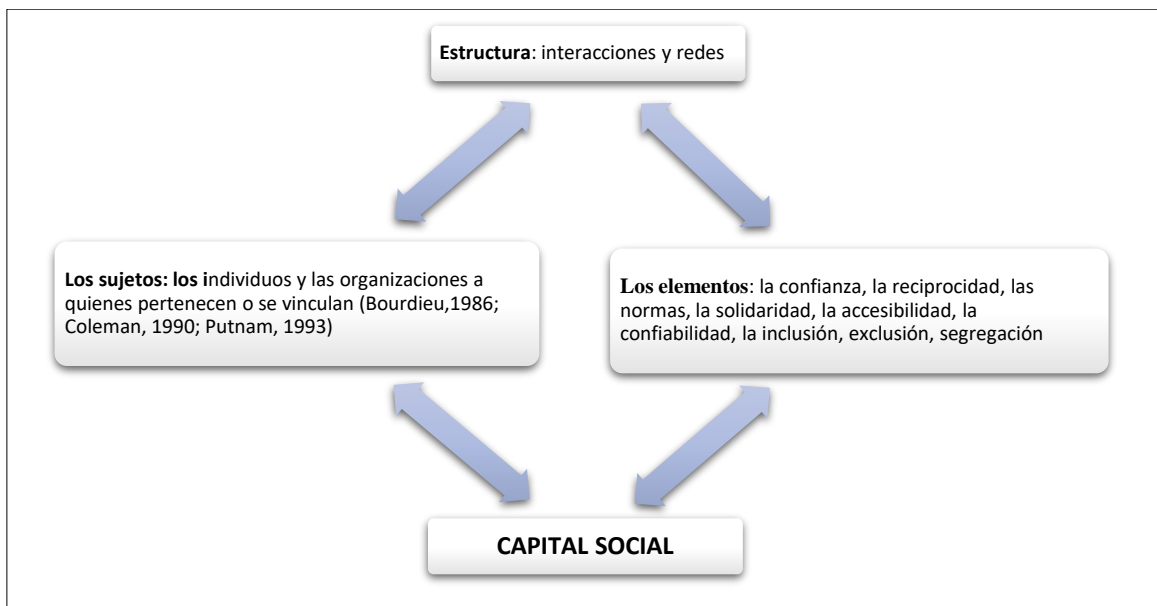 Estructura: interacciones y redes
Los sujetos: los individuos y las organizaciones a
quienes pertenecen o se vinculan (Bourdieu,1986;
Coleman, 1990; Putnam, 1993)
Los elementos: la confianza, la reciprocidad, las
normas, la solidaridad, la accesibilidad, la
confiabilidad, la inclusión, exclusión, segregación
CAPITAL SOCIAL